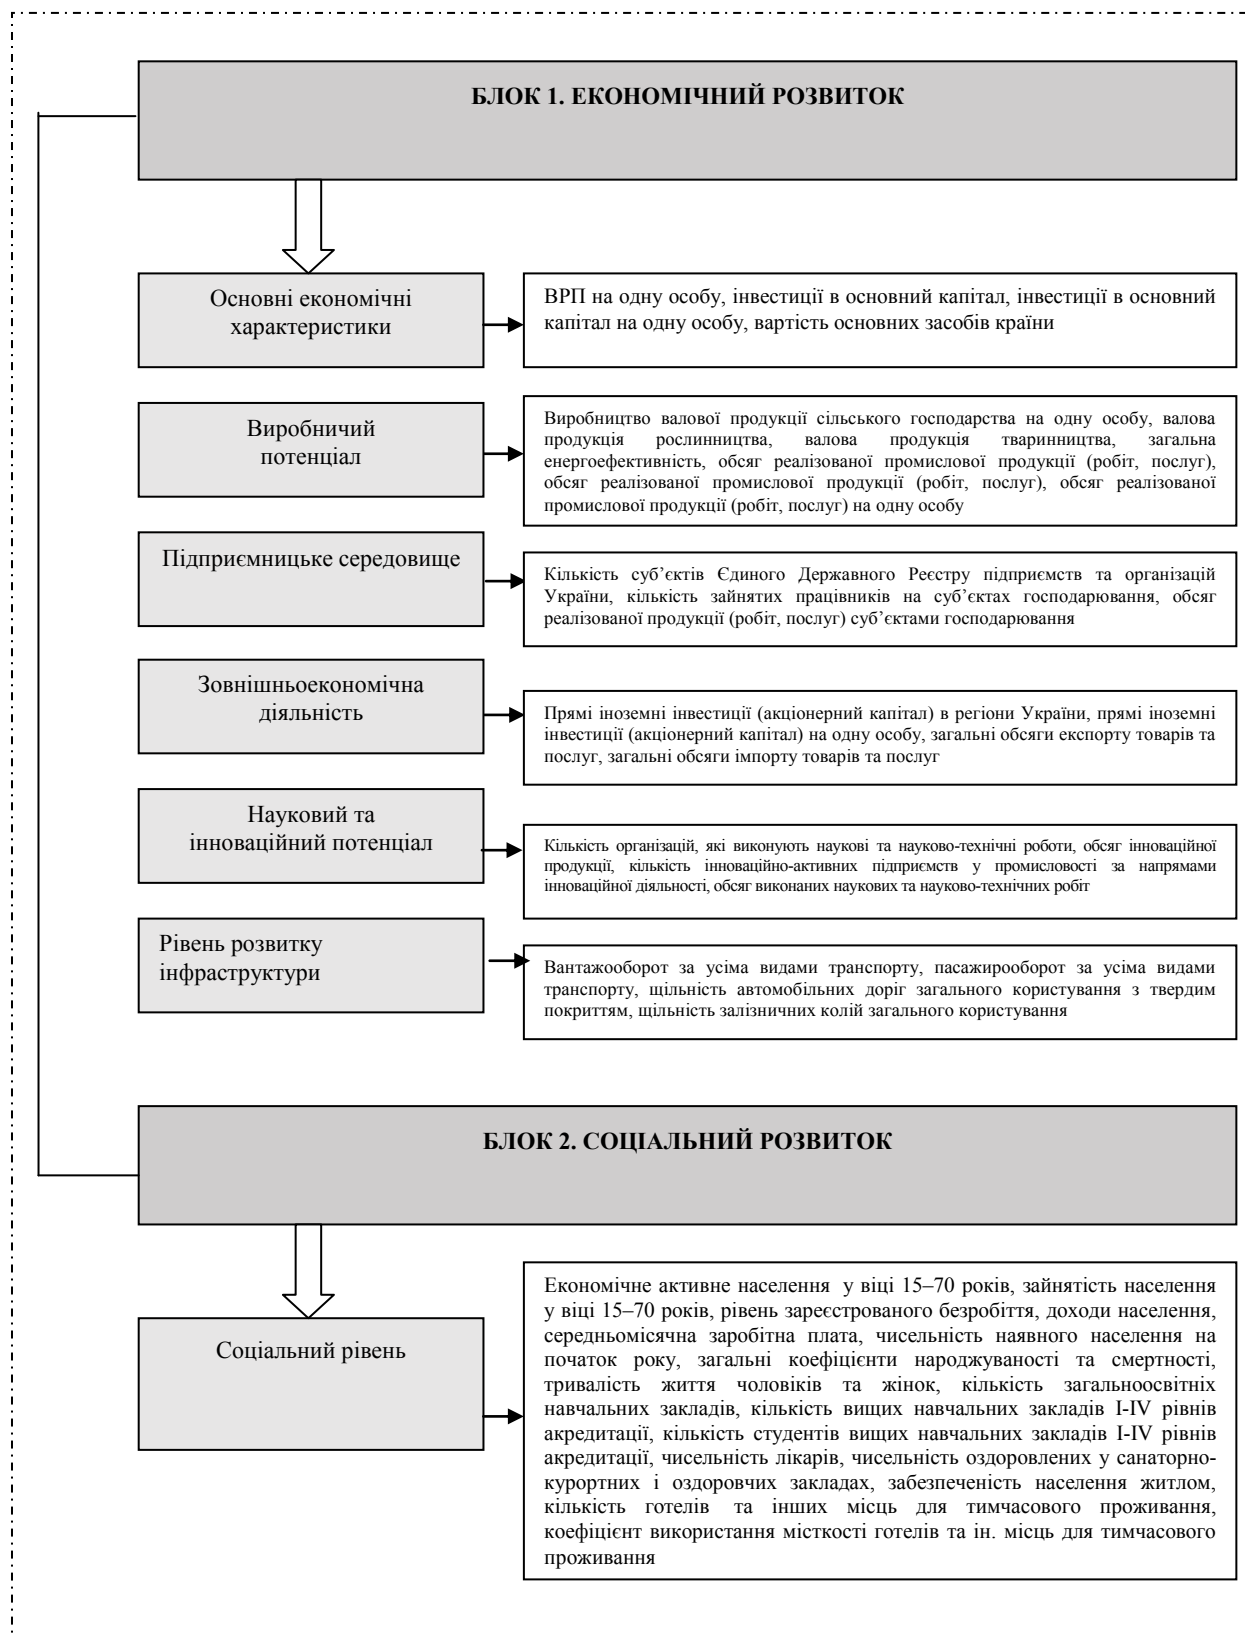 БЛОК 1. ЕКОНОМІЧНИЙ РОЗВИТОК
Основні економічні
характеристики
ВРП на одну особу, інвестиції в основний капітал, інвестиції в основний
капітал на одну особу, вартість основних засобів країни
Виробничий
потенціал
Виробництво валової продукції сільського господарства на одну особу, валова
продукція рослинництва, валова продукція тваринництва, загальна
енергоефективність, обсяг реалізованої промислової продукції (робіт, послуг),
обсяг реалізованої промислової продукції (робіт, послуг), обсяг реалізованої
промислової продукції (робіт, послуг) на одну особу
Підприємницьке середовище
Кількість суб’єктів Єдиного Державного Реєстру підприємств та організацій
України, кількість зайнятих працівників на суб’єктах господарювання, обсяг
реалізованої продукції (робіт, послуг) суб’єктами господарювання
Зовнішньоекономічна
діяльність
Прямі іноземні інвестиції (акціонерний капітал) в регіони України, прямі іноземні
інвестиції (акціонерний капітал) на одну особу, загальні обсяги експорту товарів та
послуг, загальні обсяги імпорту товарів та послуг
Науковий та
інноваційний потенціал
Кількість організацій, які виконують наукові та науково-технічні роботи, обсяг інноваційної
продукції, кількість інноваційно-активних підприємств у промисловості за напрямами
інноваційної діяльності, обсяг виконаних наукових та науково-технічних робіт
Рівень розвитку
інфраструктури
Вантажооборот за усіма видами транспорту, пасажирооборот за усіма видами
транспорту, щільність автомобільних доріг загального користування з твердим
покриттям, щільність залізничних колій загального користування
БЛОК 2. СОЦІАЛЬНИЙ РОЗВИТОК
Соціальний рівень
Економічне активне населення у віці 15–70 років, зайнятість населення
у віці 15–70 років, рівень зареєстрованого безробіття, доходи населення,
середньомісячна заробітна плата, чисельність наявного населення на
початок року, загальні коефіцієнти народжуваності та смертності,
тривалість життя чоловіків та жінок, кількість загальноосвітніх
навчальних закладів, кількість вищих навчальних закладів I-IV рівнів
акредитації, кількість студентів вищих навчальних закладів I-IV рівнів
акредитації, чисельність лікарів, чисельність оздоровлених у санаторно-
курортних і оздоровчих закладах, забезпеченість населення житлом,
кількість готелів та інших місць для тимчасового проживання,
коефіцієнт використання місткості готелів та ін. місць для тимчасового
проживання